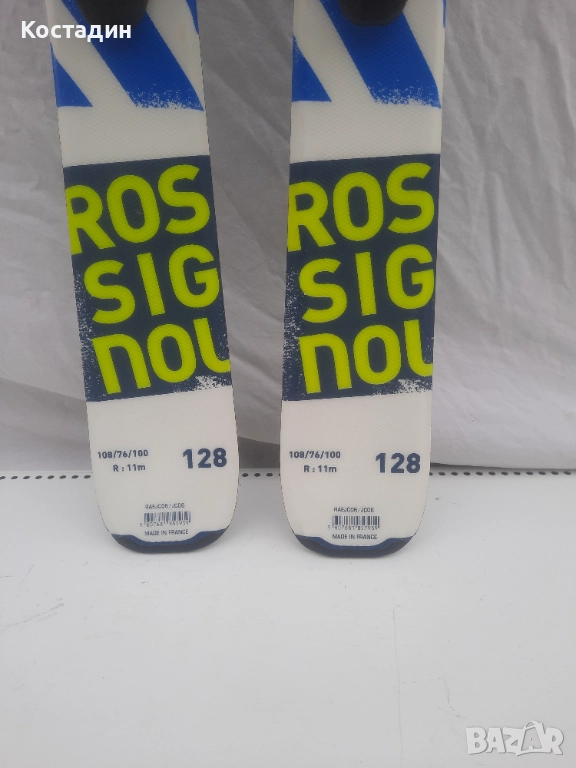 Костадин
ROS
SIG
NOL
108/76/100
R : 11m
128
MADE IN FRANCE
ROS
SIG
NOL
108/76/100
R : 11m
128
MADE IN FRANCE
BAZAR